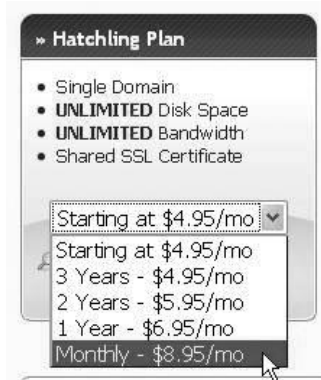 » Hatchling Plan
• Single Domain
• UNLIMITED Disk Space
• UNLIMITED Bandwidth
• Shared SSL Certificate
Starting at $4.95/mo
Starting at $4.95/mo
3 Years - $4.95/mo
2 Years - $5.95/mo
1 Year - $6.95/mo
Monthly - $8.95/mo